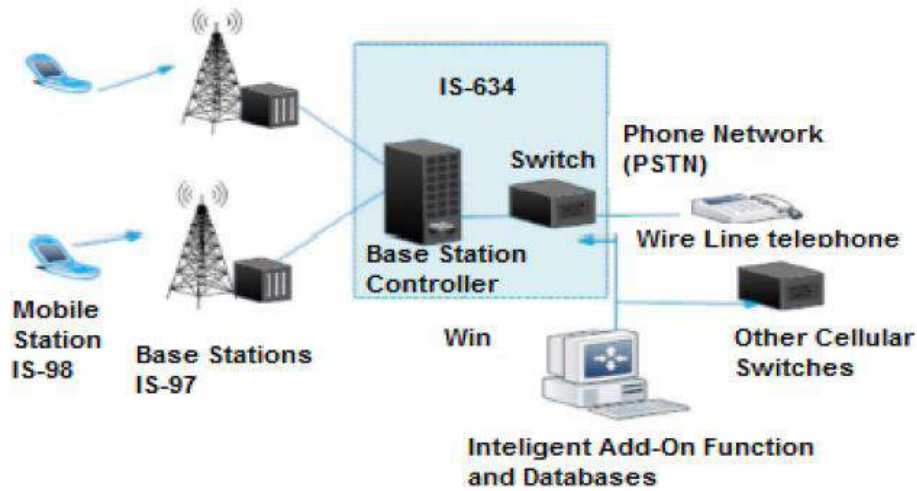 IS-634
Phone Network
(PSTN)
Switch
Wire Line telephone
Base Station
Controller
Mobile
Station
IS-98
Base Stations
IS-97
Win
Other Cellular
Switches
Inteligent Add-On Function
and Databases